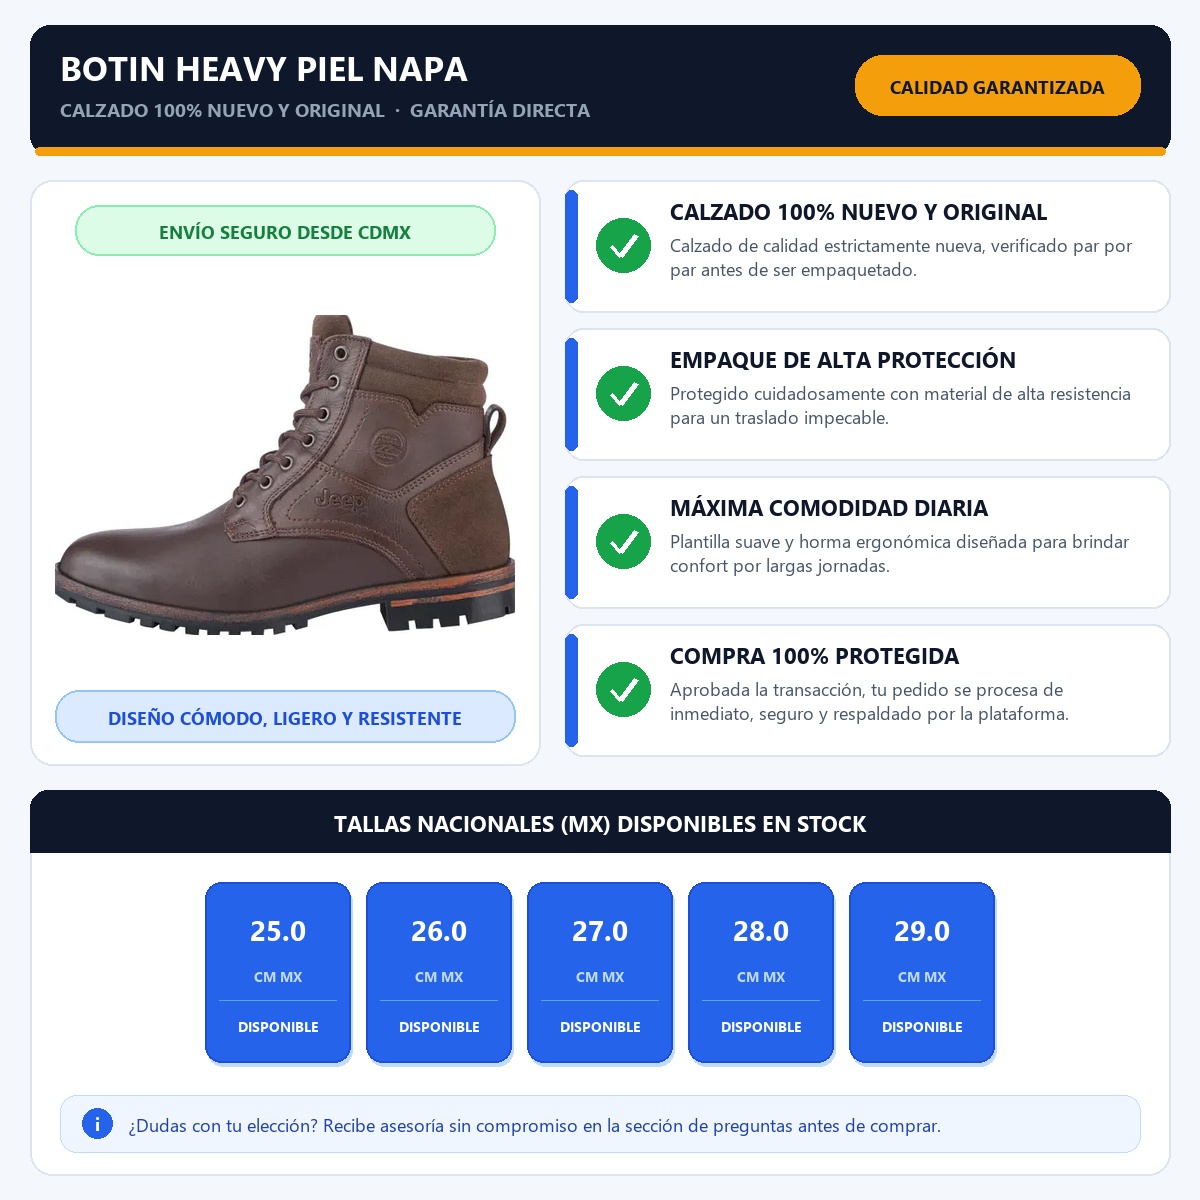 BOTIN HEAVY PIEL NAPA
CALZADO 100% NUEVO Y ORIGINAL · GARANTÍA DIRECTA
CALIDAD GARANTIZADA
ENVÍO SEGURO DESDE CDMX
Jeep
DISEÑO CÓMODO, LIGERO Y RESISTENTE
CALZADO 100% NUEVO Y ORIGINAL
Calzado de calidad estrictamente nueva, verificado par por
par antes de ser empaquetado.
EMPAQUE DE ALTA PROTECCIÓN
Protegido cuidadosamente con material de alta resistencia
para un traslado impecable.
MÁXIMA COMODIDAD DIARIA
Plantilla suave y horma ergonómica diseñada para brindar
confort por largas jornadas.
COMPRA 100% PROTEGIDA
Aprobada la transacción, tu pedido se procesa de
inmediato, seguro y respaldado por la plataforma.
TALLAS NACIONALES (MX) DISPONIBLES EN STOCK
25.0 26.0 27.0 28.0 29.0
CM MX CM MX CM MX CM MX CM MX
DISPONIBLE DISPONIBLE DISPONIBLE DISPONIBLE DISPONIBLE
¿Dudas con tu elección? Recibe asesoría sin compromiso en la sección de preguntas antes de comprar.